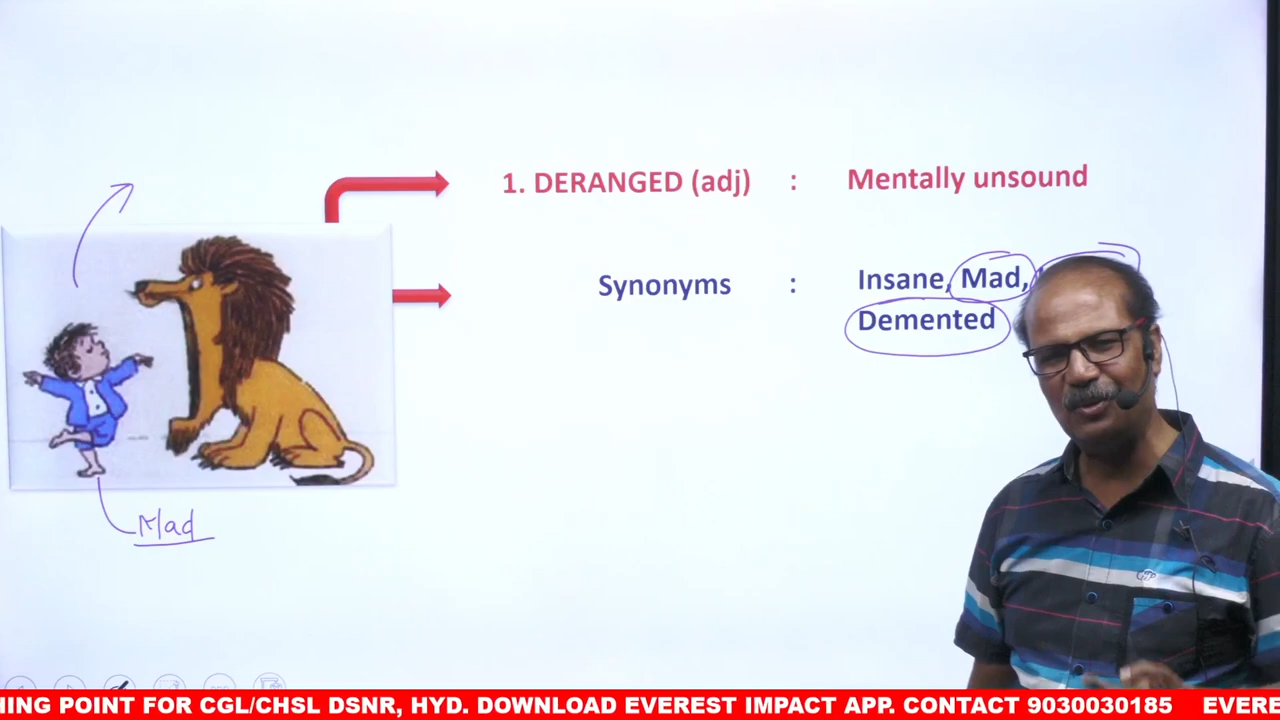 1. DERANGED (adj) : Mentally unsound
Synonyms : Insane, Mad,
Demented
Mad
NING POINT FOR CGL/CHSL DSNR, HYD. DOWNLOAD EVEREST IMPACT APP. CONTACT 9030030185 EVERE